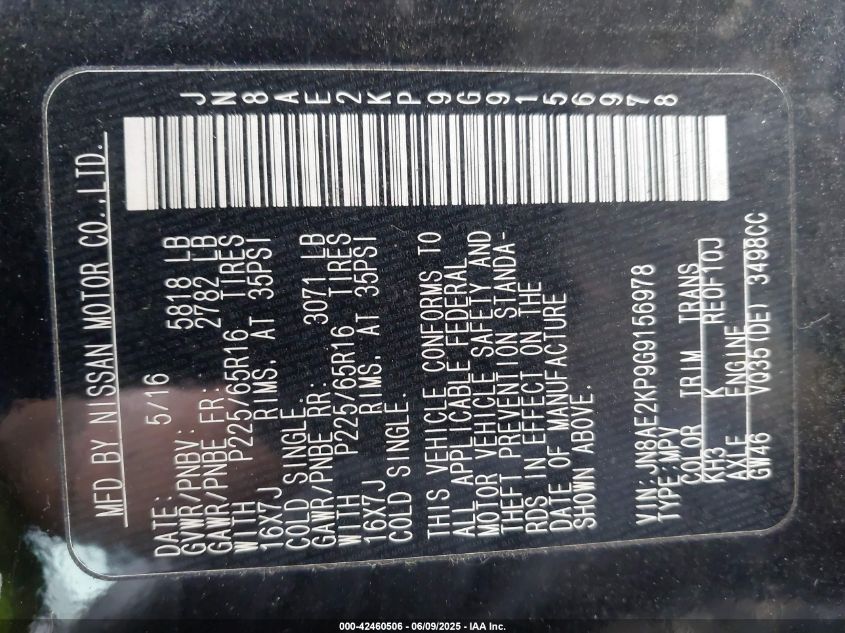 MFD BY NISSAN MOTOR CO.,LTD.
JN8AE2KP9G9156978
DATE: 5/16
GVWR/PNBV: 5818 LB
GAWR/PNBE FR: 2782 LB
WITH P225/65R16 TIRES
16X7J RIMS. AT 35PSI
COLD SINGLE.
GAWR/PNBE RR: 3071 LB
WITH P225/65R16 TIRES
16X7J RIMS. AT 35PSI
COLD SINGLE.
THIS VEHICLE CONFORMS TO
ALL APPLICABLE FEDERAL
MOTOR VEHICLE SAFETY AND
THEFT PREVENTION STANDA-
RDS IN EFFECT ON THE
DATE OF MANUFACTURE
SHOWN ABOVE.
VIN: JN8AE2KP9G9156978
TYPE: MPV
COLOR TRIM TRANS
KH3 K RE0F10J
AXLE ENGINE
GW46 VQ35(DE) 3498CC
000-42460506 - 06/09/2025 - IAA Inc.